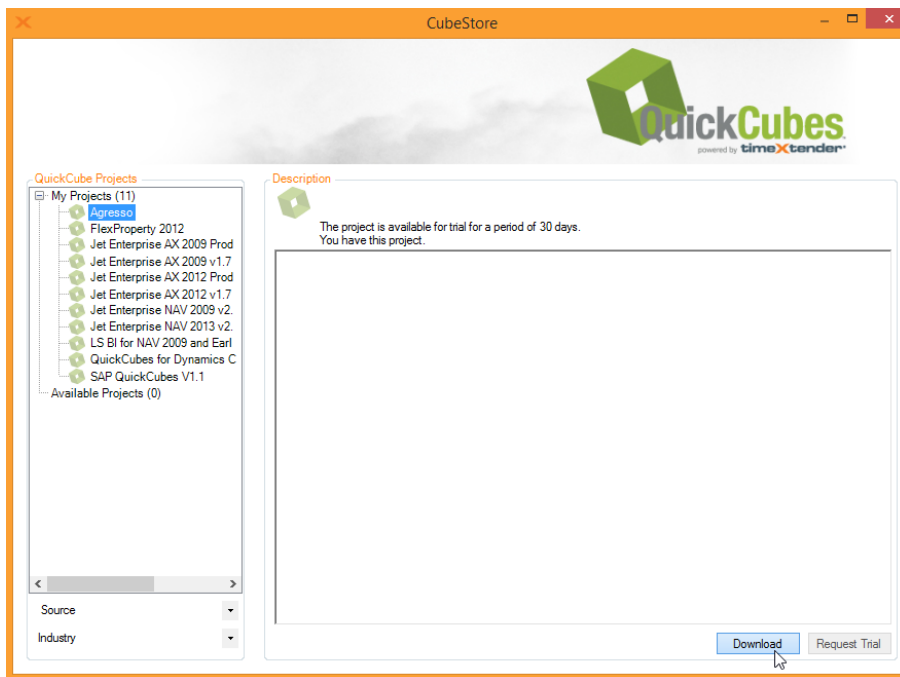 CubeStore
QuickCubes
powered by timeXtender
QuickCube Projects
My Projects (11)
Agresso
FlexProperty 2012
Jet Enterprise AX 2009 Prod
Jet Enterprise AX 2009 v1.7
Jet Enterprise AX 2012 Prod
Jet Enterprise AX 2012 v1.7
Jet Enterprise NAV 2009 v2.
Jet Enterprise NAV 2013 v2.
LS BI for NAV 2009 and Earl
QuickCubes for Dynamics C
SAP QuickCubes V1.1
Available Projects (0)
Source
Industry
Description
The project is available for trial for a period of 30 days.
You have this project.
Download
Request Trial